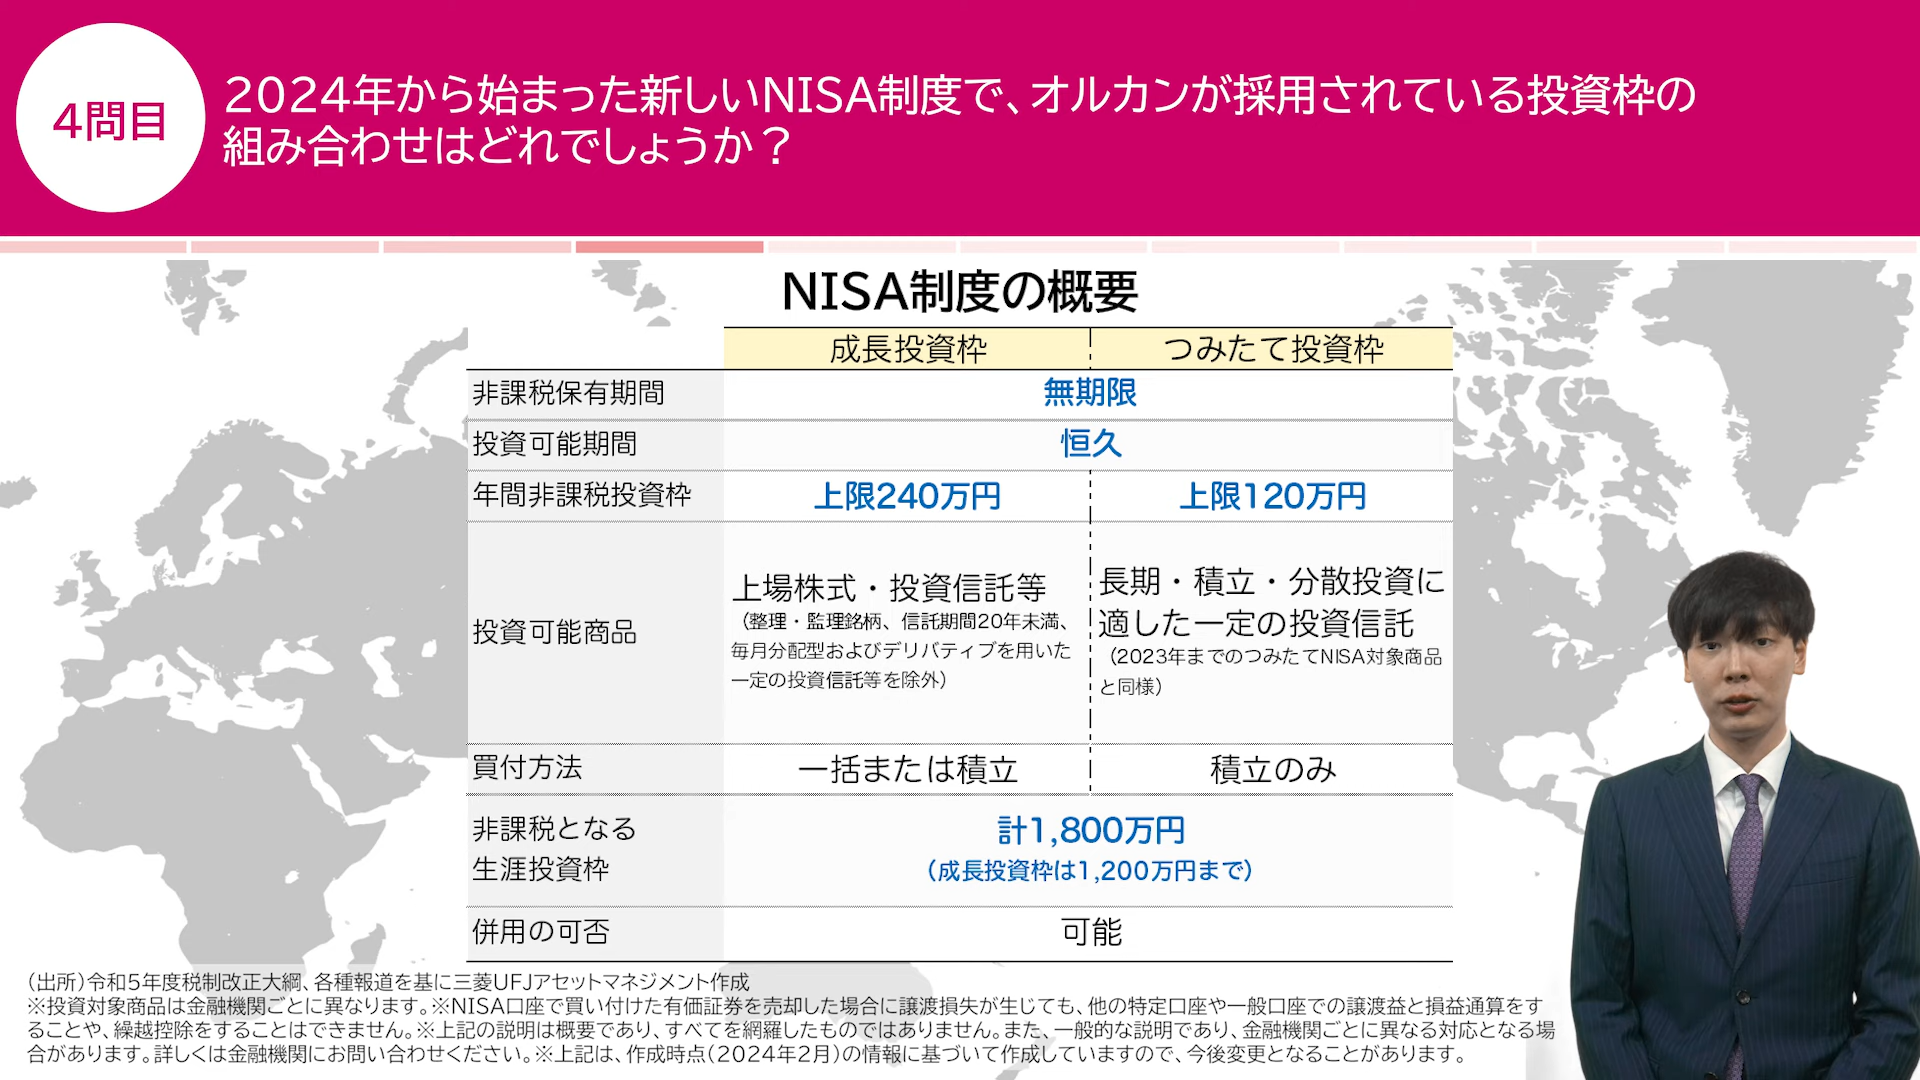 4問目
2024年から始まった新しいNISA制度で、オルカンが採用されている投資枠の
組み合わせはどれでしょうか？
NISA制度の概要
成長投資枠 つみたて投資枠
非課税保有期間 無期限
投資可能期間 恒久
年間非課税投資枠 上限240万円 上限120万円
投資可能商品
上場株式・投資信託等
（整理・監理銘柄、信託期間20年未満、
毎月分配型およびデリバティブを用いた
一定の投資信託等を除外）
長期・積立・分散投資に
適した一定の投資信託
（2023年までのつみたてNISA対象商品
と同様）
買付方法 一括または積立 積立のみ
非課税となる
生涯投資枠
計1,800万円
（成長投資枠は1,200万円まで）
併用の可否 可能
（出所）令和5年度税制改正大綱、各種報道を基に三菱UFJアセットマネジメント作成
※投資対象商品は金融機関ごとに異なります。※NISA口座で買い付けた有価証券を売却した場合に譲渡損失が生じても、他の特定口座や一般口座での譲渡益と損益通算をす
ることや、繰越控除をすることはできません。※上記の説明は概要であり、すべてを網羅したものではありません。また、一般的な説明であり、金融機関ごとに異なる対応となる場
合があります。詳しくは金融機関にお問い合わせください。※上記は、作成時点（2024年2月）の情報に基づいて作成していますので、今後変更となることがあります。